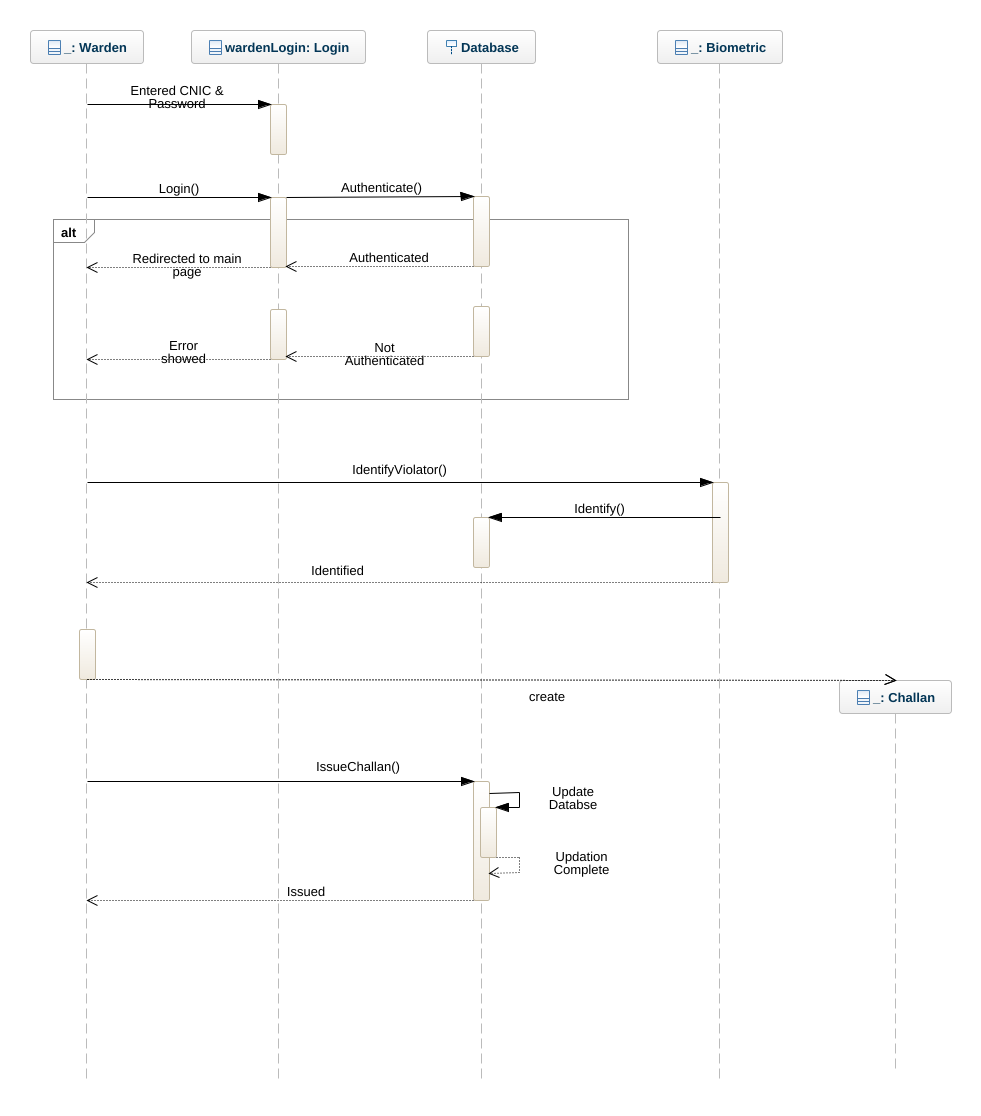 _: Warden
wardenLogin: Login
Database
_: Biometric
Entered CNIC &
Password
Login()
Authenticate()
alt
Redirected to main
page
Authenticated
Error
showed
Not
Authenticated
IdentifyViolator()
Identify()
Identified
create
_: Challan
IssueChallan()
Update
Databse
Updation
Complete
Issued